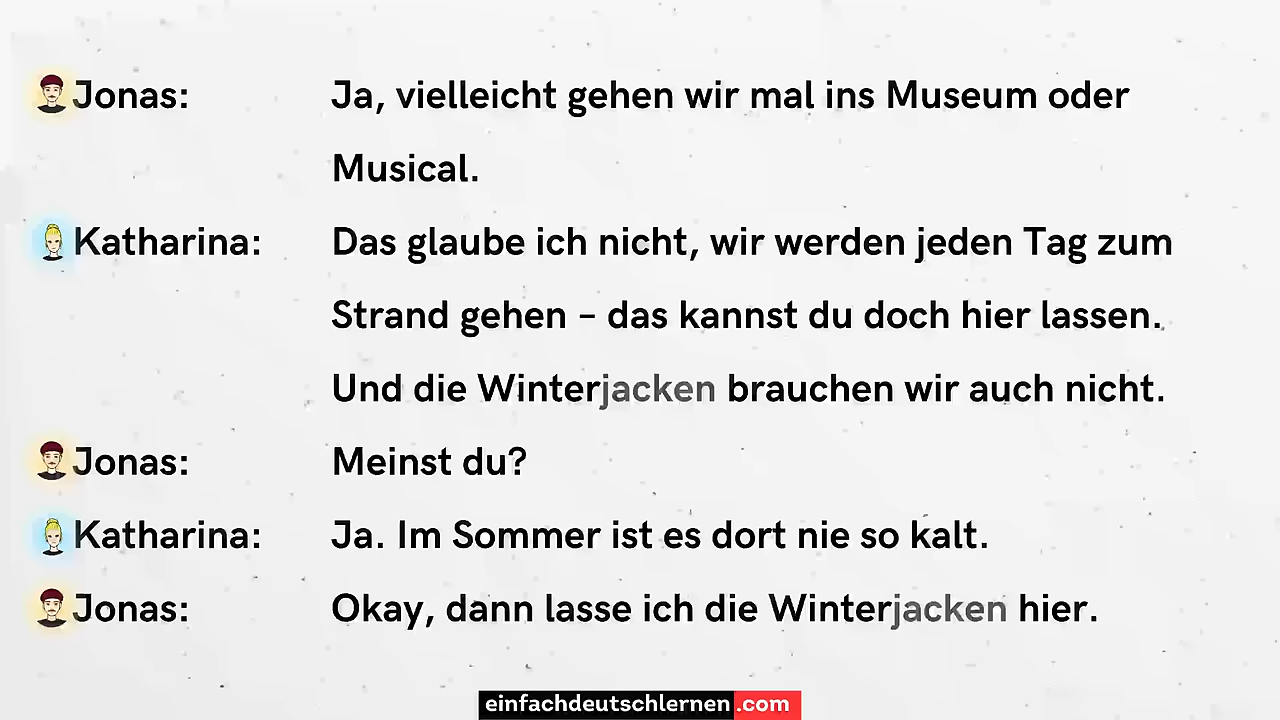 Jonas: Ja, vielleicht gehen wir mal ins Museum oder
Musical.
Katharina: Das glaube ich nicht, wir werden jeden Tag zum
Strand gehen – das kannst du doch hier lassen.
Und die Winterjacken brauchen wir auch nicht.
Jonas: Meinst du?
Katharina: Ja. Im Sommer ist es dort nie so kalt.
Jonas: Okay, dann lasse ich die Winterjacken hier.
einfachdeutschlernen.com